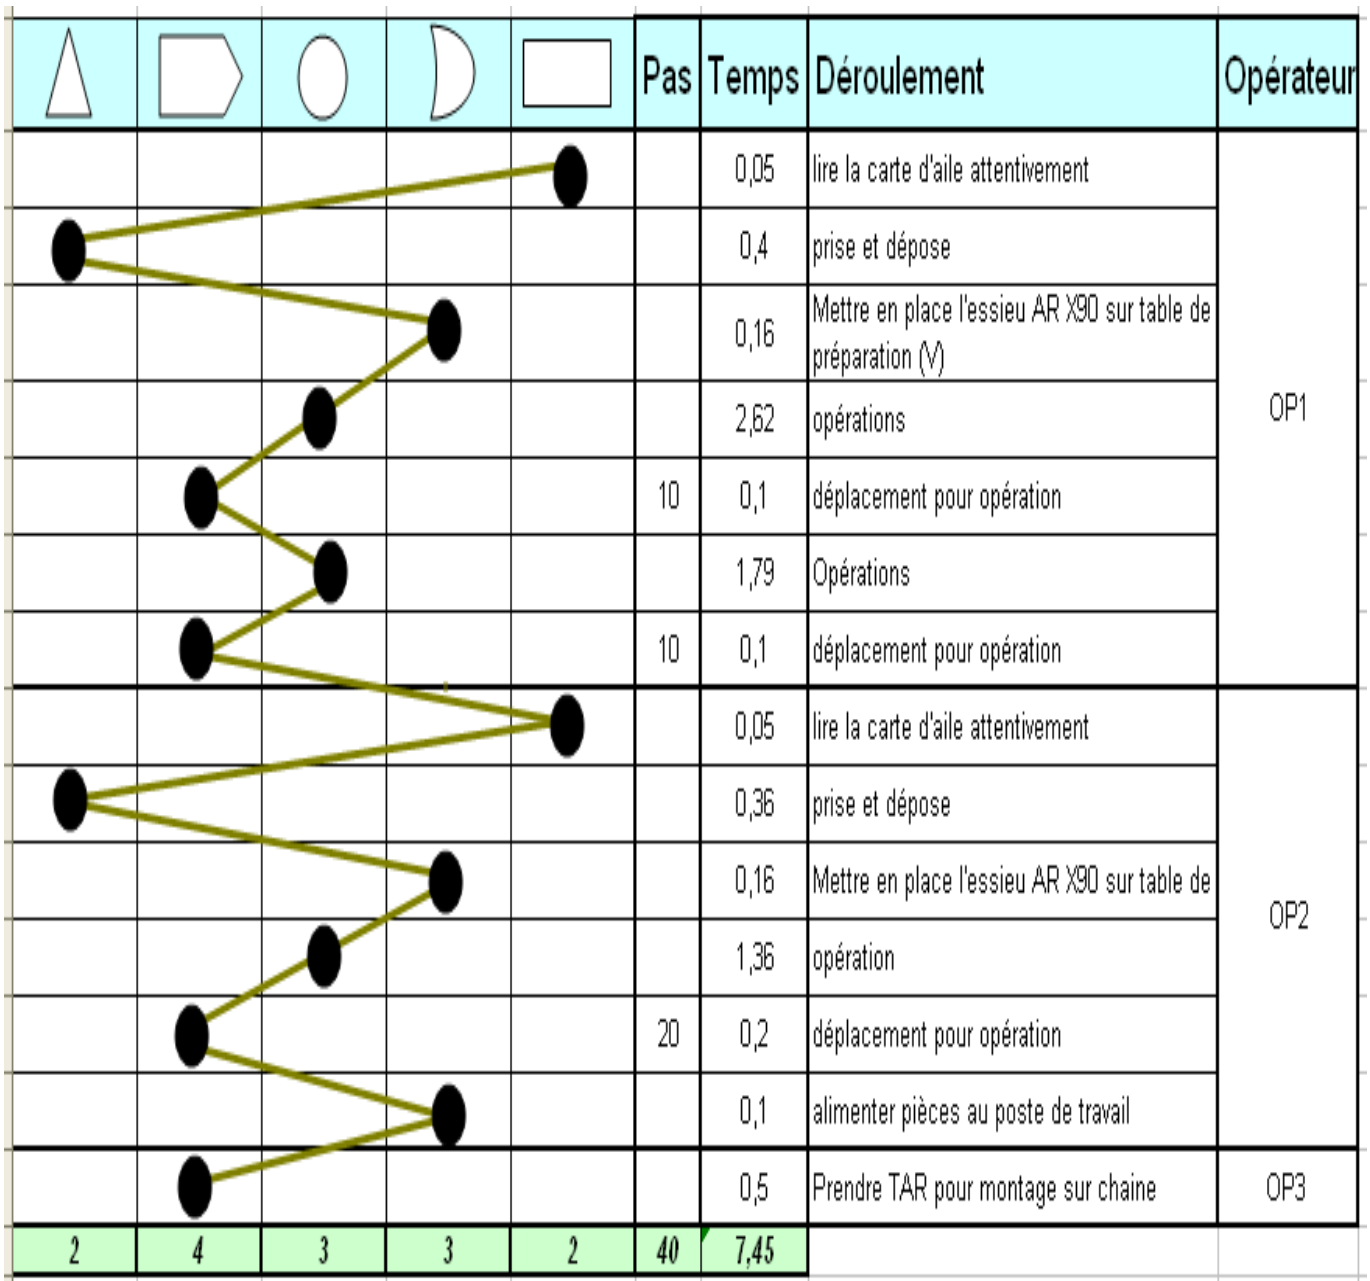 Pas Temps Déroulement Opérateur
0,05 lire la carte d'aile attentivement
0,4 prise et dépose
0,16 Mettre en place l'essieu AR X90 sur table de
préparation (V)
2,62 opérations
OP1
10 0,1 déplacement pour opération
1,79 Opérations
10 0,1 déplacement pour opération
0,05 lire la carte d'aile attentivement
0,36 prise et dépose
0,16 Mettre en place l'essieu AR X90 sur table de
OP2
1,36 opération
20 0,2 déplacement pour opération
0,1 alimenter pièces au poste de travail
0,5 Prendre TAR pour montage sur chaine OP3
2 4 3 3 2 40 7,45